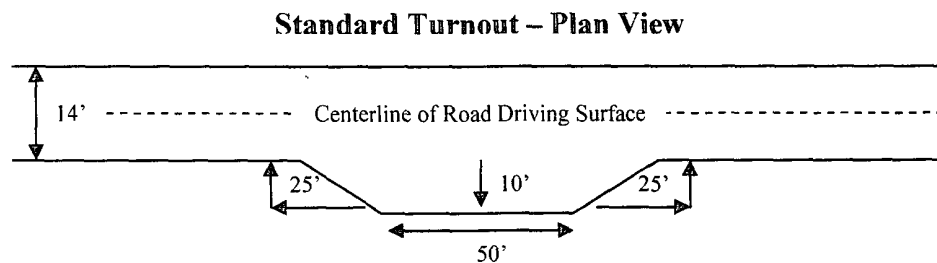 Standard Turnout – Plan View
14’
Centerline of Road Driving Surface
25’
10’
25’
50’